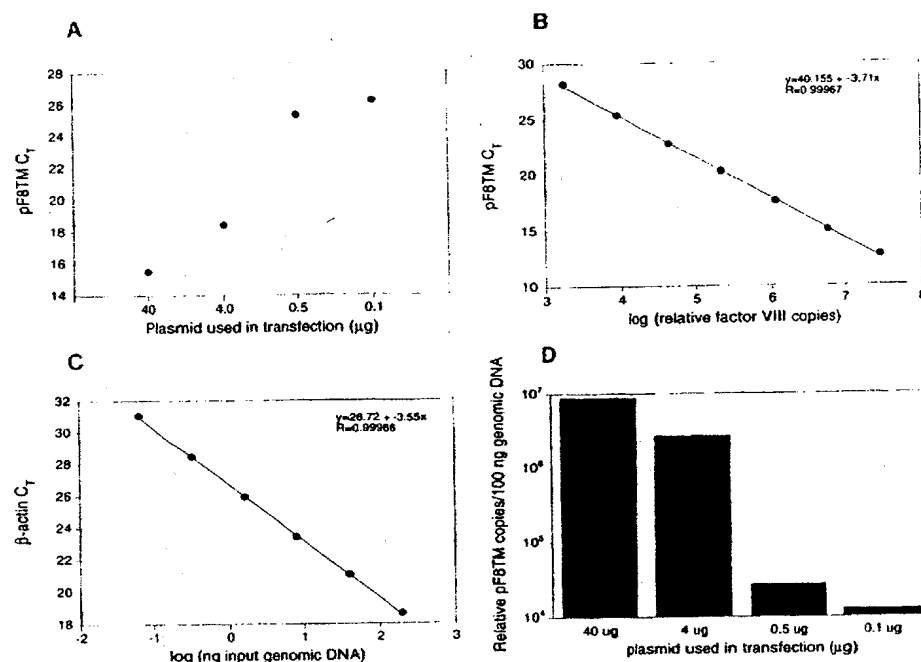 A
pF8TM CT
28
26
24
22
20
18
16
14
40
4.0
0.5
0.1
Plasmid used in transfection (μg)
B
pF8TM CT
30
25
20
15
10
y=40.155 + -3.71x
R=0.99967
3
4
5
6
7
8
log (relative factor VIII copies)
C
β-actin CT
32
30
28
26
24
22
20
18
y=26.72 + -3.55x
R=0.99966
-2
-1
0
1
2
3
log (ng input genomic DNA)
D
Relative pF8TM copies/100 ng genomic DNA
10⁷
10⁶
10⁵
10⁴
40 ug
4 ug
0.5 ug
0.1 ug
plasmid used in transfection (μg)